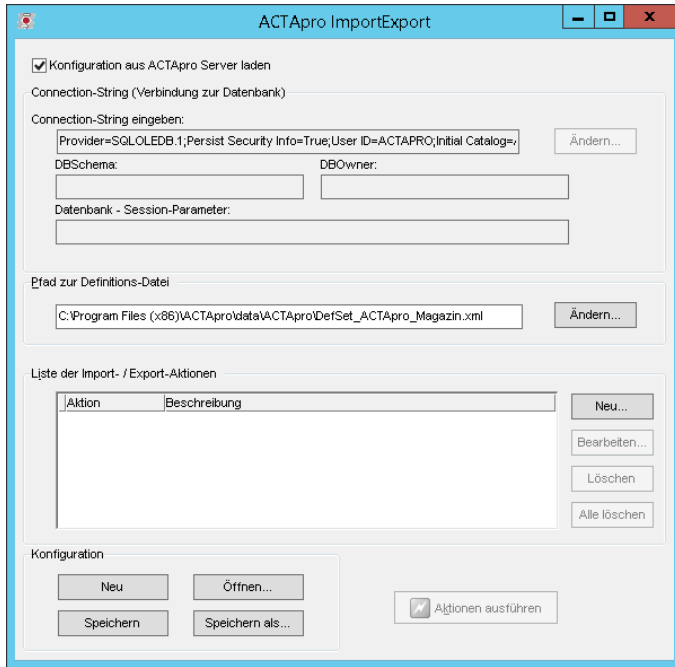 ACTApro ImportExport
Konfiguration aus ACTApro Server laden
Connection-String (Verbindung zur Datenbank)
Connection-String eingeben:
Provider=SQLOLEDB.1;Persist Security Info=True;User ID=ACTAPRO;Initial Catalog=
Ändern...
DBSchema:
DBOwner:
Datenbank - Session-Parameter:
Pfad zur Definitions-Datei
C:\Program Files (x86)\ACTApro\data\ACTApro\DefSet_ACTApro_Magazin.xml
Ändern...
Liste der Import- / Export-Aktionen
Aktion Beschreibung
Neu...
Bearbeiten...
Löschen
Alle löschen
Konfiguration
Neu
Öffnen...
Speichern
Speichern als...
Aktionen ausführen